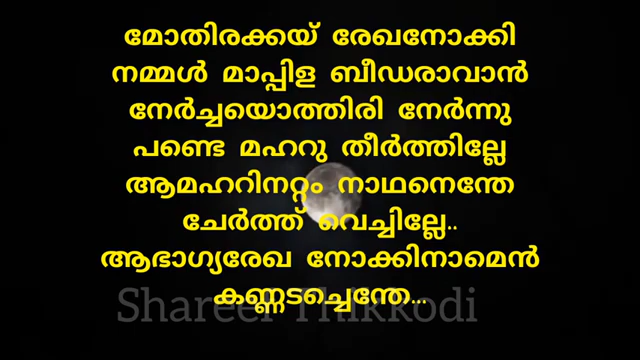 മോതിരക്കയ് രേഖനോക്കി
നമ്മൾ മാപ്പിള ബീഡരാവാൻ
നേർച്ചയൊത്തിരി നേർന്നു
പണ്ടെ മഹറു തീർത്തില്ലേ
ആമഹറിനറ്റം നാഥനെന്തേ
ചേർത്ത് വെച്ചില്ലേ..
ആഭാഗ്യരേഖ നോക്കിനാമെൻ
കണ്ണടച്ചെന്തേ...
Shareef Thikkodi